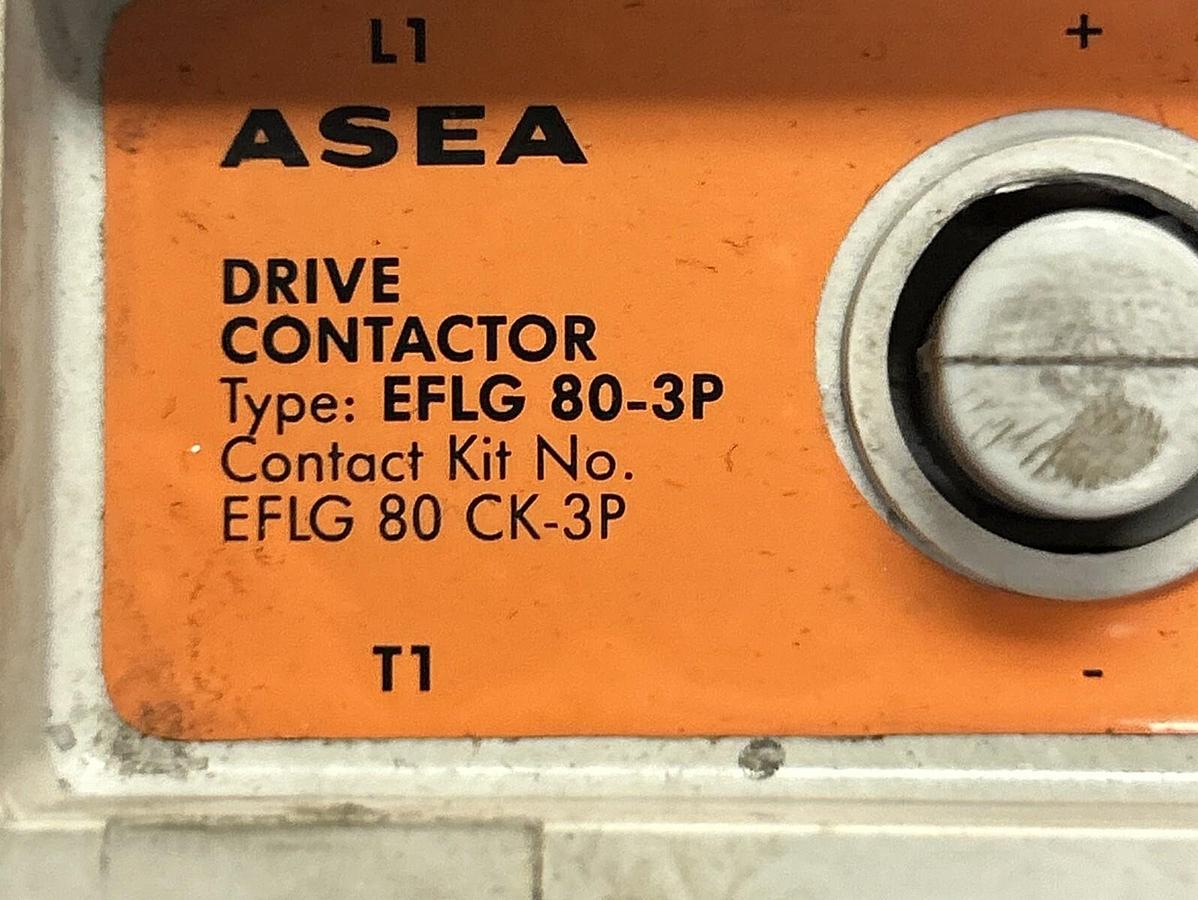 L1 +
ASEA
DRIVE
CONTACTOR
Type: EFLG 80-3P
Contact Kit No.
EFLG 80 CK-3P
T1 -